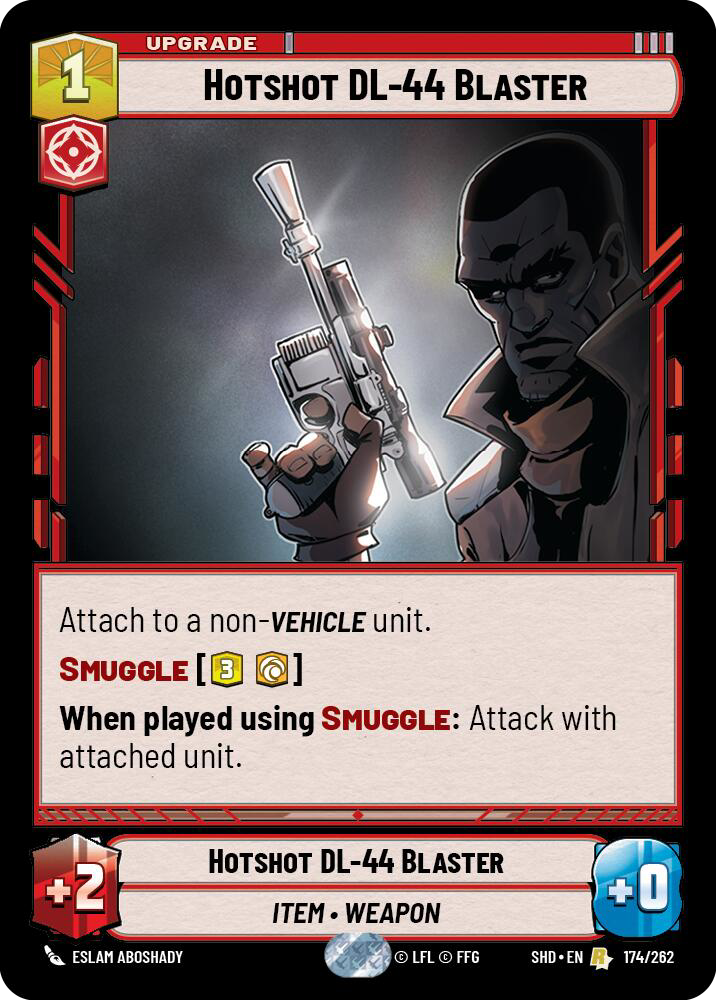 UPGRADE
1
HOTSHOT DL-44 BLASTER
Attach to a non-VEHICLE unit.
SMUGGLE [3 ]
When played using SMUGGLE: Attack with
attached unit.
+2
HOTSHOT DL-44 BLASTER
+0
ITEM • WEAPON
ESLAM ABOSHADY
© LFL © FFG
SHD • EN
R
174/262